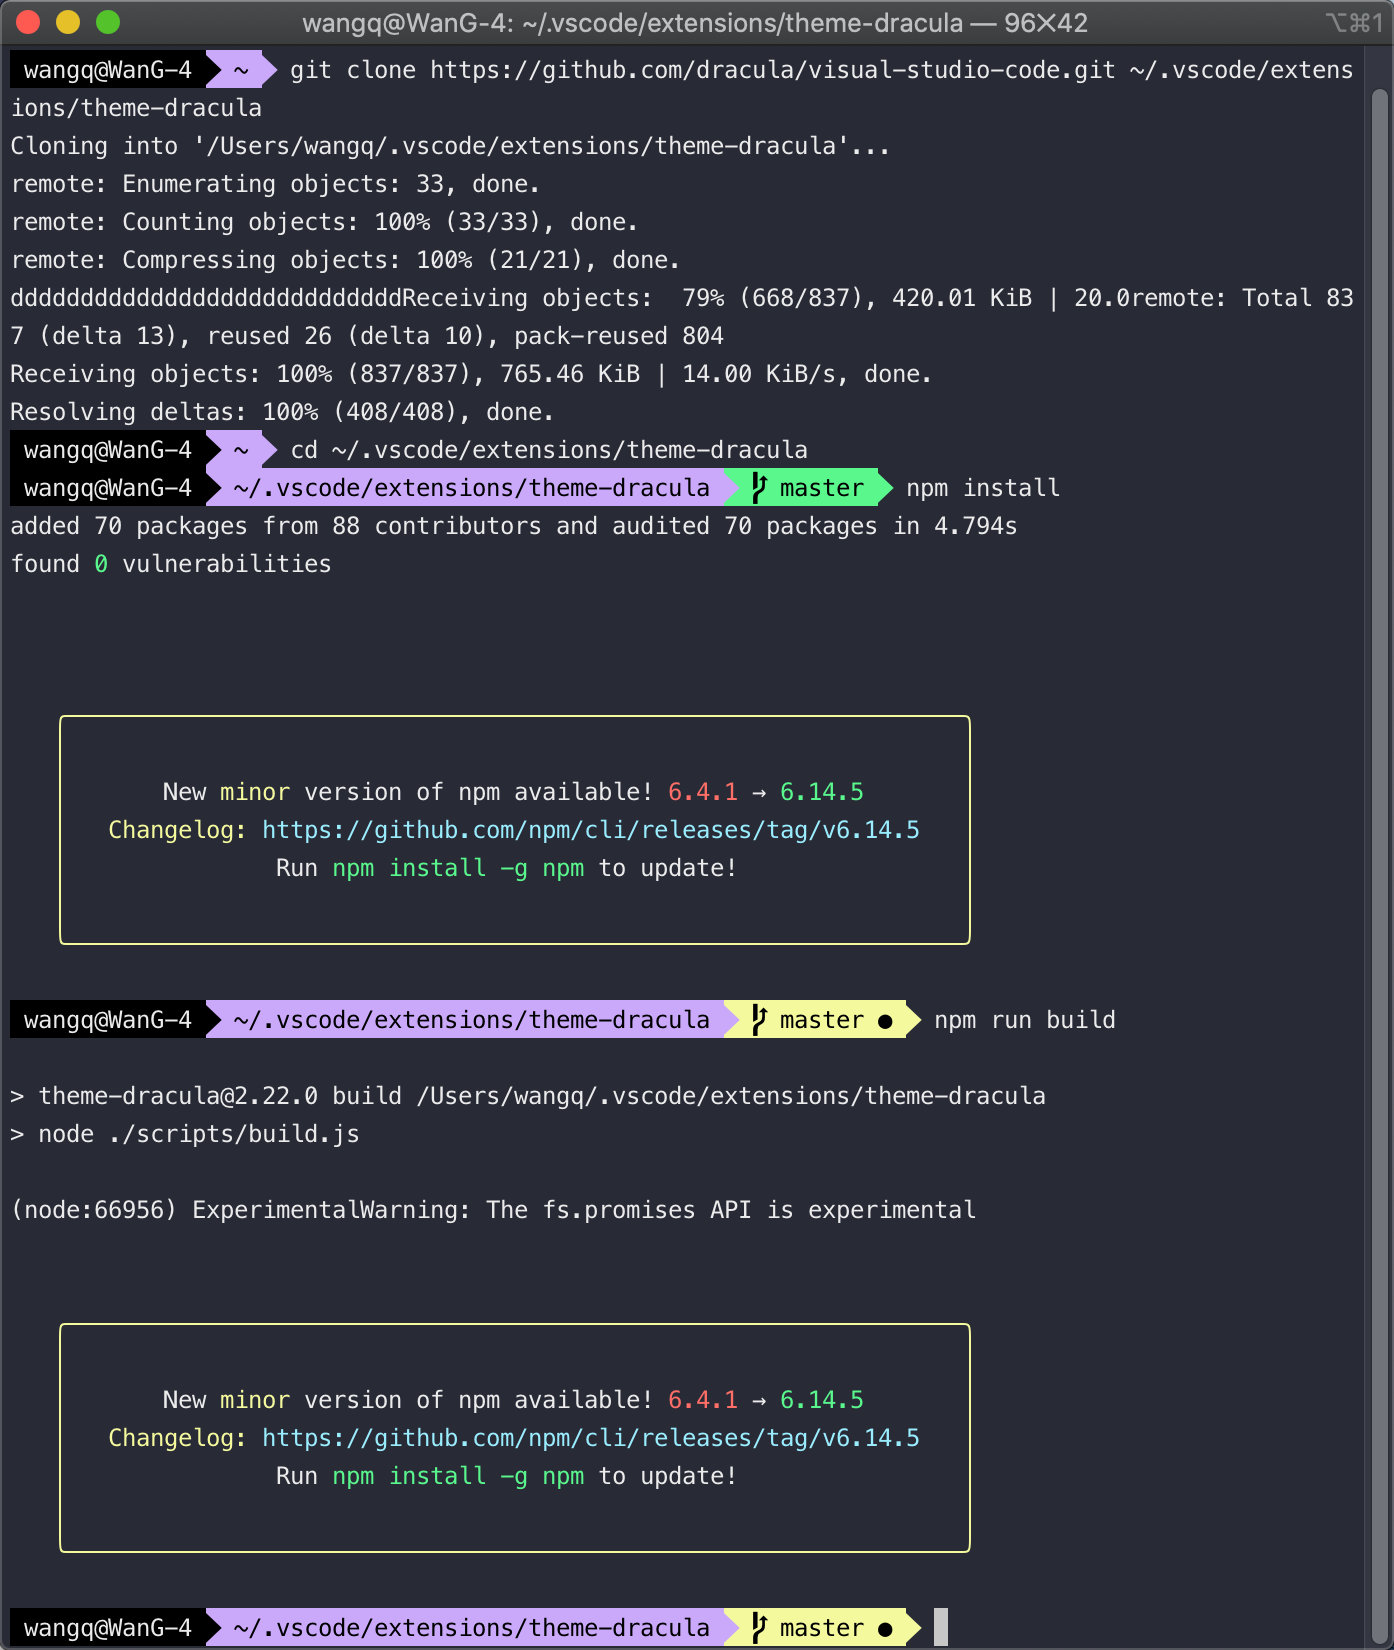 wangq@WanG-4: ~/.vscode/extensions/theme-dracula — 96×42 ⌥⌘1
wangq@WanG-4 ~ git clone https://github.com/dracula/visual-studio-code.git ~/.vscode/extens
ions/theme-dracula
Cloning into '/Users/wangq/.vscode/extensions/theme-dracula'...
remote: Enumerating objects: 33, done.
remote: Counting objects: 100% (33/33), done.
remote: Compressing objects: 100% (21/21), done.
ddddddddddddddddddddddddddddReceiving objects:  79% (668/837), 420.01 KiB | 20.0remote: Total 83
7 (delta 13), reused 26 (delta 10), pack-reused 804
Receiving objects: 100% (837/837), 765.46 KiB | 14.00 KiB/s, done.
Resolving deltas: 100% (408/408), done.
wangq@WanG-4 ~ cd ~/.vscode/extensions/theme-dracula
wangq@WanG-4 ~/.vscode/extensions/theme-dracula master npm install
added 70 packages from 88 contributors and audited 70 packages in 4.794s
found 0 vulnerabilities
New minor version of npm available! 6.4.1 → 6.14.5
Changelog: https://github.com/npm/cli/releases/tag/v6.14.5
Run npm install -g npm to update!
wangq@WanG-4 ~/.vscode/extensions/theme-dracula master ● npm run build
> theme-dracula@2.22.0 build /Users/wangq/.vscode/extensions/theme-dracula
> node ./scripts/build.js
(node:66956) ExperimentalWarning: The fs.promises API is experimental
New minor version of npm available! 6.4.1 → 6.14.5
Changelog: https://github.com/npm/cli/releases/tag/v6.14.5
Run npm install -g npm to update!
wangq@WanG-4 ~/.vscode/extensions/theme-dracula master ●